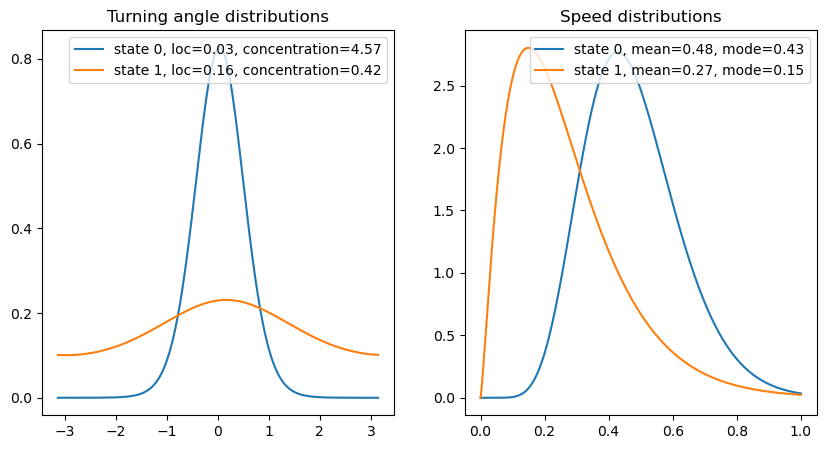 Turning angle distributions
state 0, loc=0.03, concentration=4.57
state 1, loc=0.16, concentration=0.42
0.8
0.6
0.4
0.2
0.0
−3 −2 −1 0 1 2 3
Speed distributions
state 0, mean=0.48, mode=0.43
state 1, mean=0.27, mode=0.15
2.5
2.0
1.5
1.0
0.5
0.0
0.0 0.2 0.4 0.6 0.8 1.0